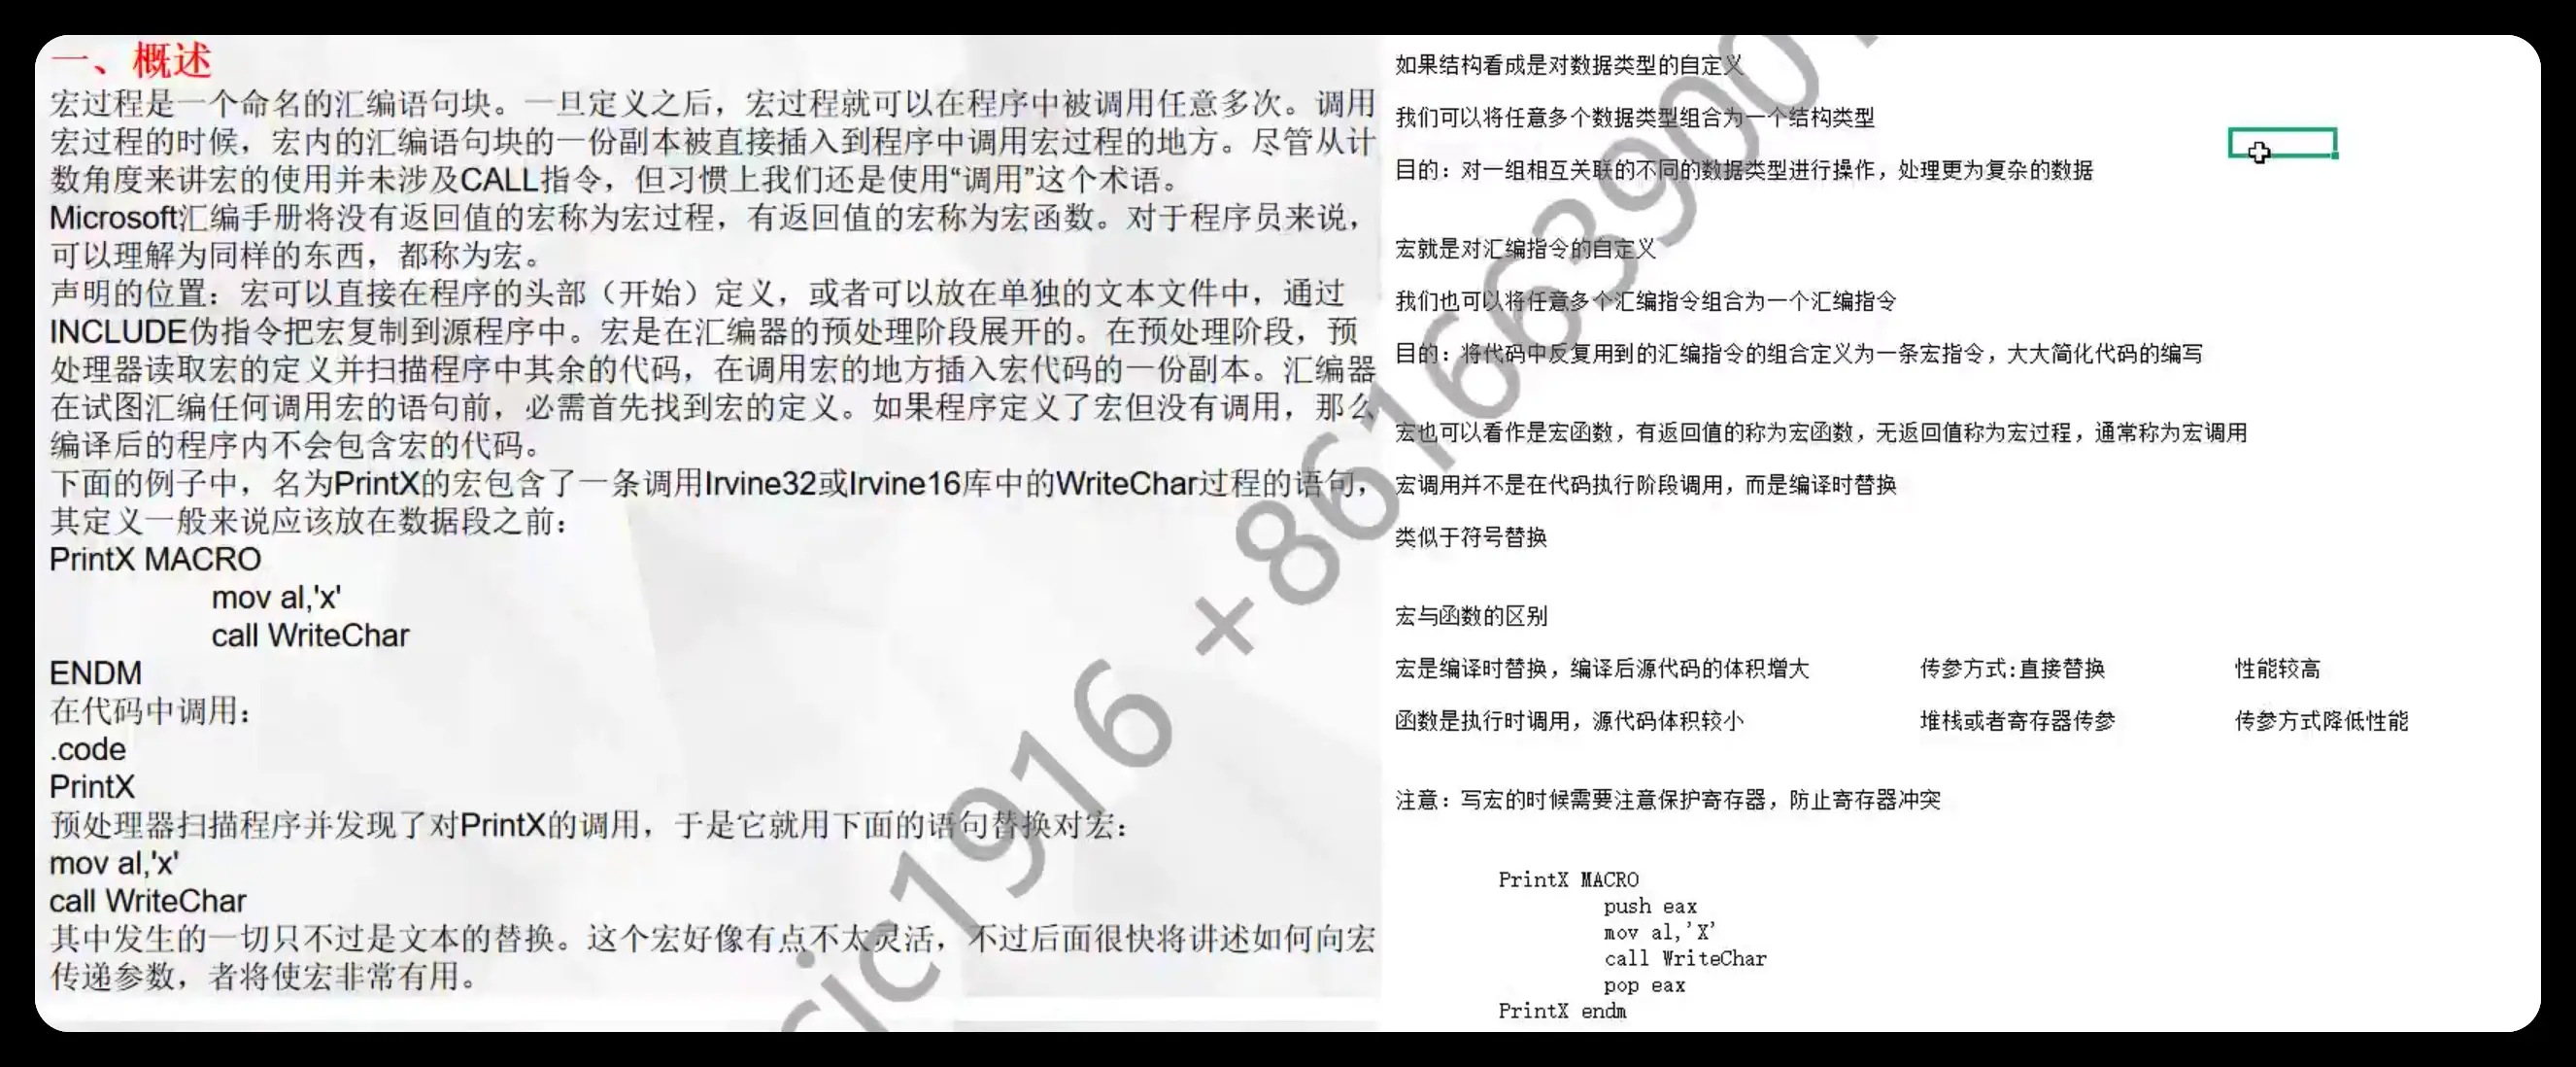 一、概述
宏过程是一个命名的汇编语句块。一旦定义之后，宏过程就可以在程序中被调用任意多次。调用
宏过程的时候，宏内的汇编语句块的一份副本被直接插入到程序中调用宏过程的地方。尽管从计
数角度来讲宏的使用并未涉及CALL指令，但习惯上我们还是使用“调用”这个术语。
Microsoft汇编手册将没有返回值的宏称为宏过程，有返回值的宏称为宏函数。对于程序员来说，
可以理解为同样的东西，都称为宏。
声明的位置：宏可以直接在程序的头部（开始）定义，或者可以放在单独的文本文件中，通过
INCLUDE伪指令把宏复制到源程序中。宏是在汇编器的预处理阶段展开的。在预处理阶段，预
处理器读取宏的定义并扫描程序中其余的代码，在调用宏的地方插入宏代码的一份副本。汇编器
在试图汇编任何调用宏的语句前，必需首先找到宏的定义。如果程序定义了宏但没有调用，那么
编译后的程序内不会包含宏的代码。
下面的例子中，名为PrintX的宏包含了一条调用Irvine32或Irvine16库中的WriteChar过程的语句，
其定义一般来说应该放在数据段之前：
PrintX MACRO
mov al,'x'
call WriteChar
ENDM
在代码中调用：
.code
PrintX
预处理器扫描程序并发现了对PrintX的调用，于是它就用下面的语句替换对宏：
mov al,'x'
call WriteChar
其中发生的一切只不过是文本的替换。这个宏好像有点不太灵活，不过后面很快将讲述如何向宏
传递参数，者将使宏非常有用。
如果结构看成是对数据类型的自定义
我们可以将任意多个数据类型组合为一个结构类型
目的：对一组相互关联的不同的数据类型进行操作，处理更为复杂的数据
宏就是对汇编指令的自定义
我们也可以将任意多个汇编指令组合为一个汇编指令
目的：将代码中反复用到的汇编指令的组合定义为一条宏指令，大大简化代码的编写
宏也可以看作是宏函数，有返回值的称为宏函数，无返回值称为宏过程，通常称为宏调用
宏调用并不是在代码执行阶段调用，而是编译时替换
类似于符号替换
宏与函数的区别
宏是编译时替换，编译后源代码的体积增大 传参方式:直接替换 性能较高
函数是执行时调用，源代码体积较小 堆栈或者寄存器传参 传参方式降低性能
注意：写宏的时候需要注意保护寄存器，防止寄存器冲突
PrintX MACRO
push eax
mov al,'X'
call WriteChar
pop eax
PrintX endm